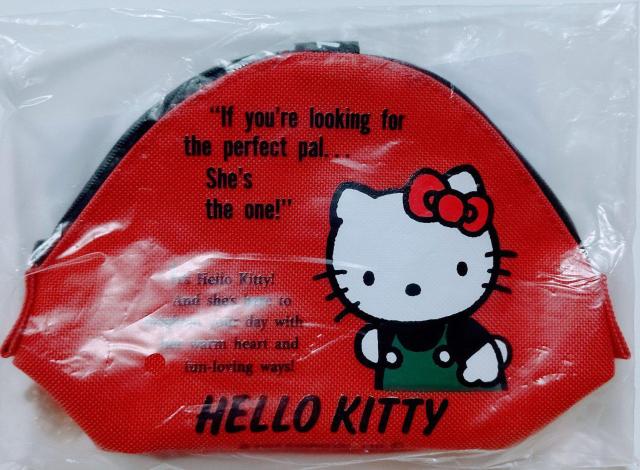 "If you're looking for
the perfect pal...
She's
the one!"
Hello Kitty!
And she's to
day with
warm heart and
fun-loving ways!
HELLO KITTY